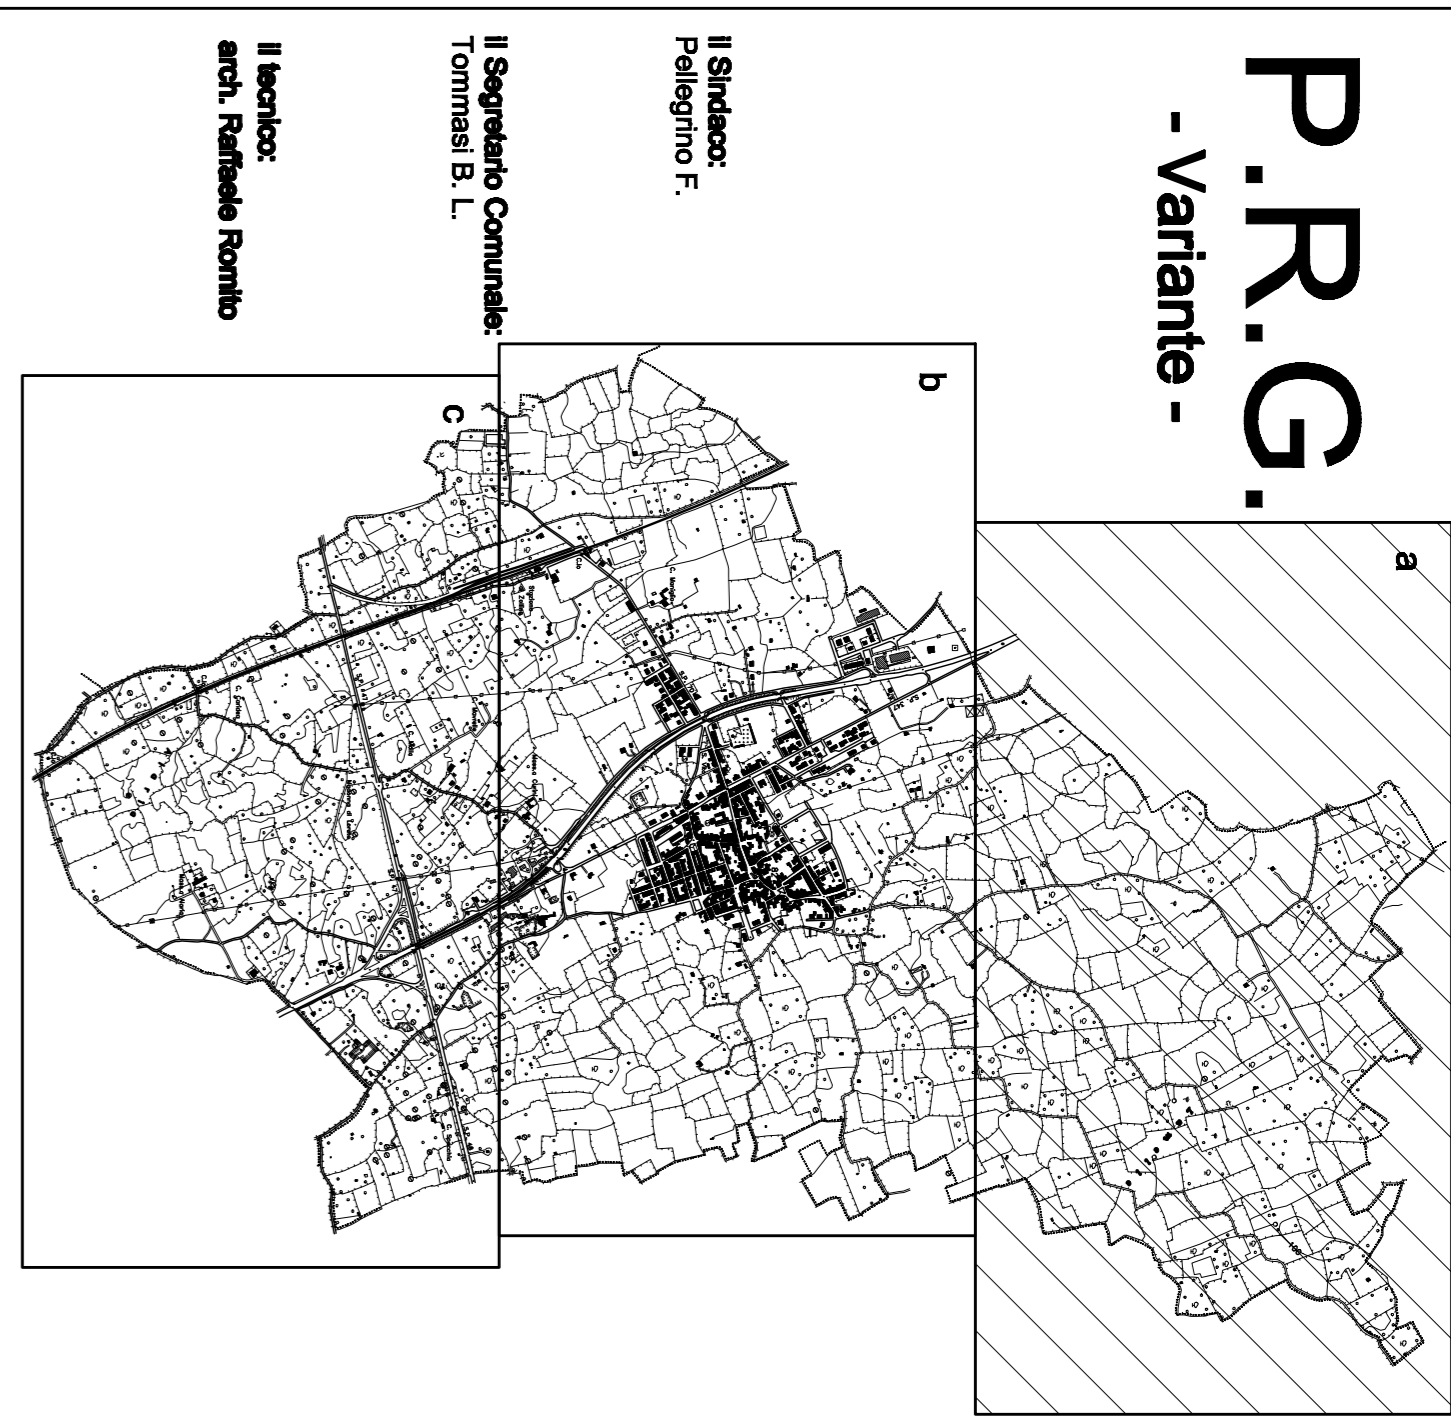 P.R.G.
- Variante -
il Sindaco:
Pellegrino F.
il Segretario Comunale:
Tommasi B. L.
il tecnico:
arch. Raffaele Romito
a
b
c